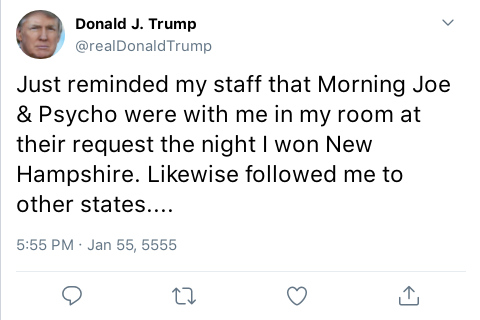 Donald J. Trump
@realDonaldTrump
Just reminded my staff that Morning Joe
& Psycho were with me in my room at
their request the night I won New
Hampshire. Likewise followed me to
other states....
5:55 PM · Jan 55, 5555